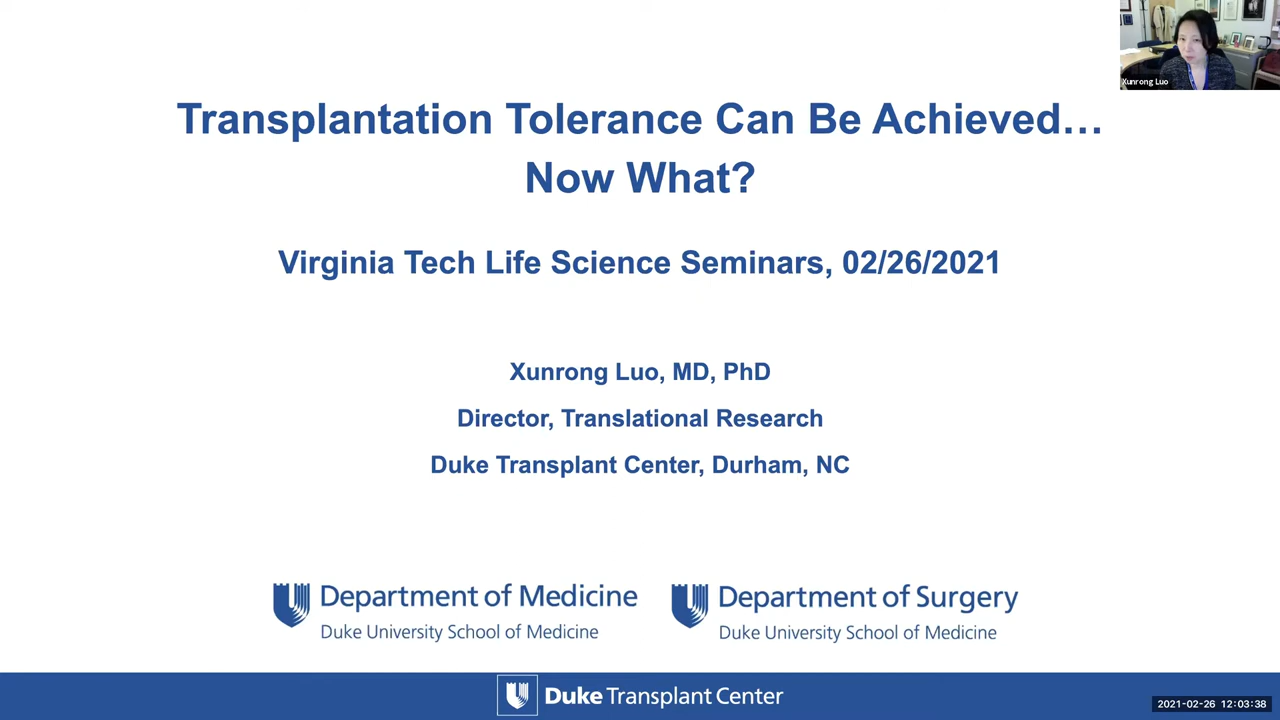 Xunrong Luo
Transplantation Tolerance Can Be Achieved…
Now What?
Virginia Tech Life Science Seminars, 02/26/2021
Xunrong Luo, MD, PhD
Director, Translational Research
Duke Transplant Center, Durham, NC
Department of Medicine
Duke University School of Medicine
Department of Surgery
Duke University School of Medicine
Duke Transplant Center
2021-02-26 12:03:38